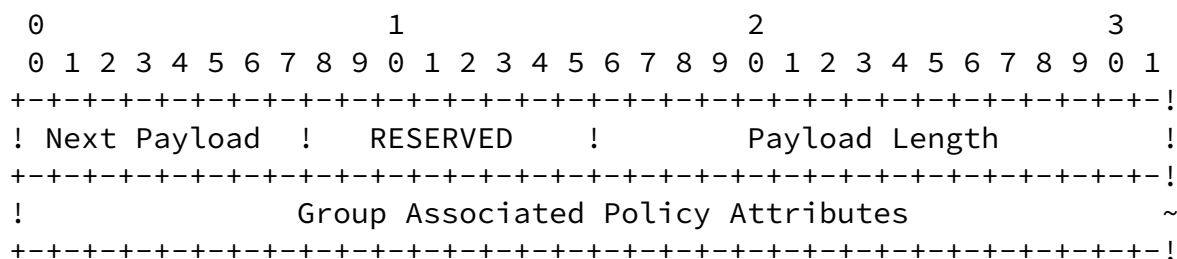 0                   1                   2                   3
 0 1 2 3 4 5 6 7 8 9 0 1 2 3 4 5 6 7 8 9 0 1 2 3 4 5 6 7 8 9 0 1
+-+-+-+-+-+-+-+-+-+-+-+-+-+-+-+-+-+-+-+-+-+-+-+-+-+-+-+-+-+-+-+-!
! Next Payload  !   RESERVED    !        Payload Length         !
+-+-+-+-+-+-+-+-+-+-+-+-+-+-+-+-+-+-+-+-+-+-+-+-+-+-+-+-+-+-+-+-!
!               Group Associated Policy Attributes              ~
+-+-+-+-+-+-+-+-+-+-+-+-+-+-+-+-+-+-+-+-+-+-+-+-+-+-+-+-+-+-+-+-!